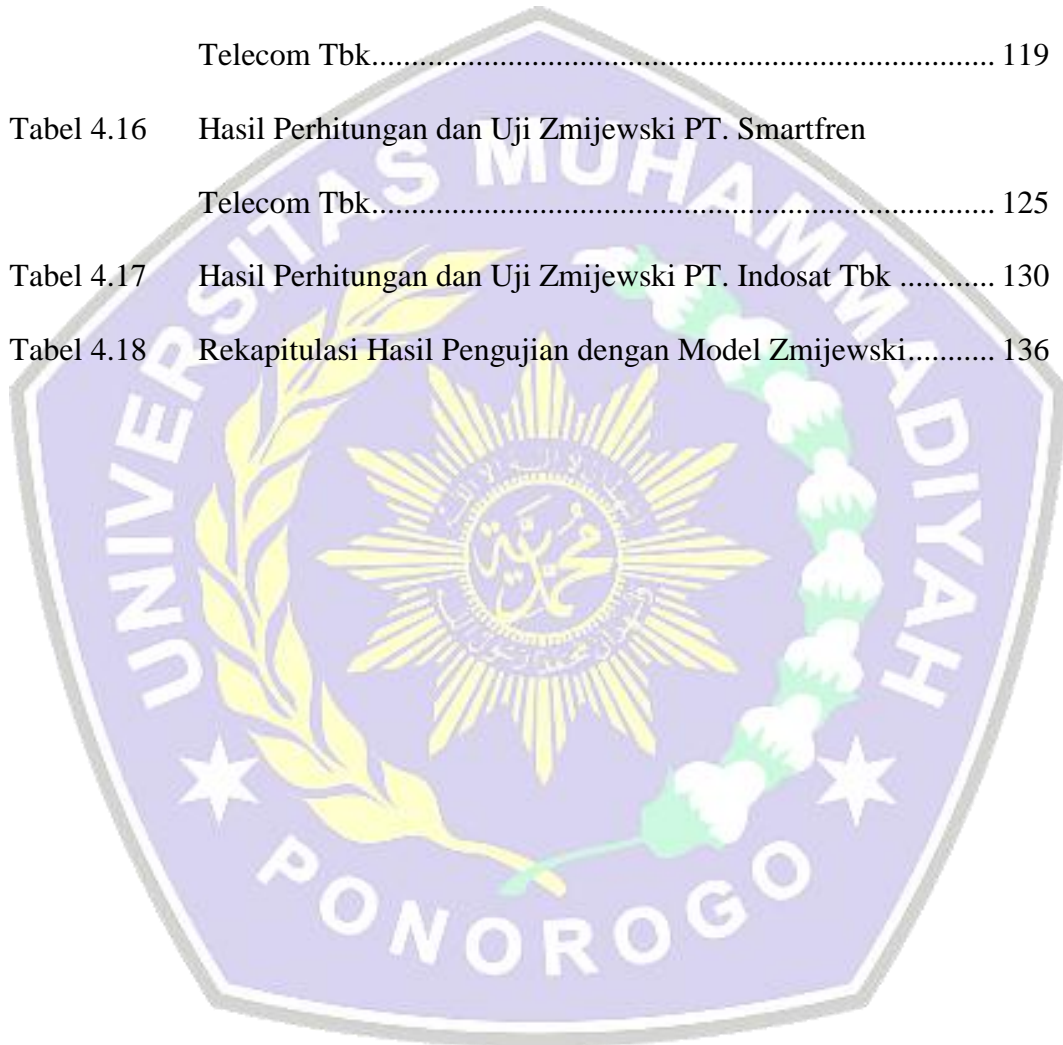 Telecom Tbk.............................................................................. 119
Tabel 4.16 Hasil Perhitungan dan Uji Zmijewski PT. Smartfren
Telecom Tbk.............................................................................. 125
Tabel 4.17 Hasil Perhitungan dan Uji Zmijewski PT. Indosat Tbk ............ 130
Tabel 4.18 Rekapitulasi Hasil Pengujian dengan Model Zmijewski........... 136
UNIVERSITAS MUHAMMADIYAH
PONOROGO
محمدية